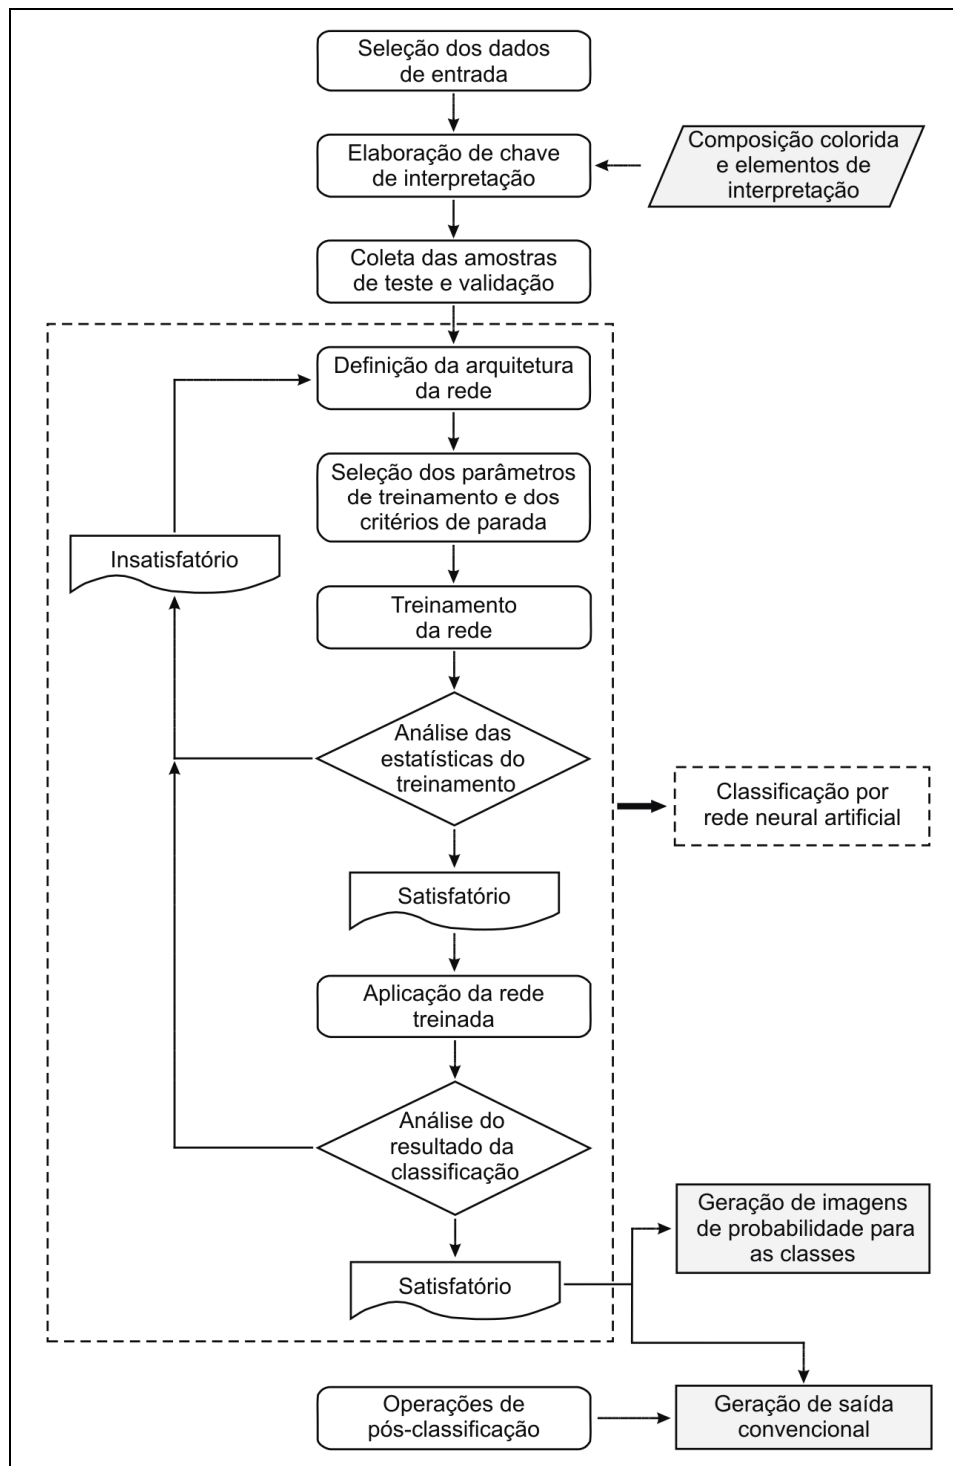 Seleção dos dados
de entrada
Elaboração de chave
de interpretação
Composição colorida
e elementos de
interpretação
Coleta das amostras
de teste e validação
Definição da arquitetura
da rede
Seleção dos parâmetros
de treinamento e dos
critérios de parada
Insatisfatório
Treinamento
da rede
Análise das
estatísticas do
treinamento
Classificação por
rede neural artificial
Satisfatório
Aplicação da rede
treinada
Análise do
resultado da
classificação
Geração de imagens
de probabilidade para
as classes
Satisfatório
Operações de
pós-classificação
Geração de saída
convencional